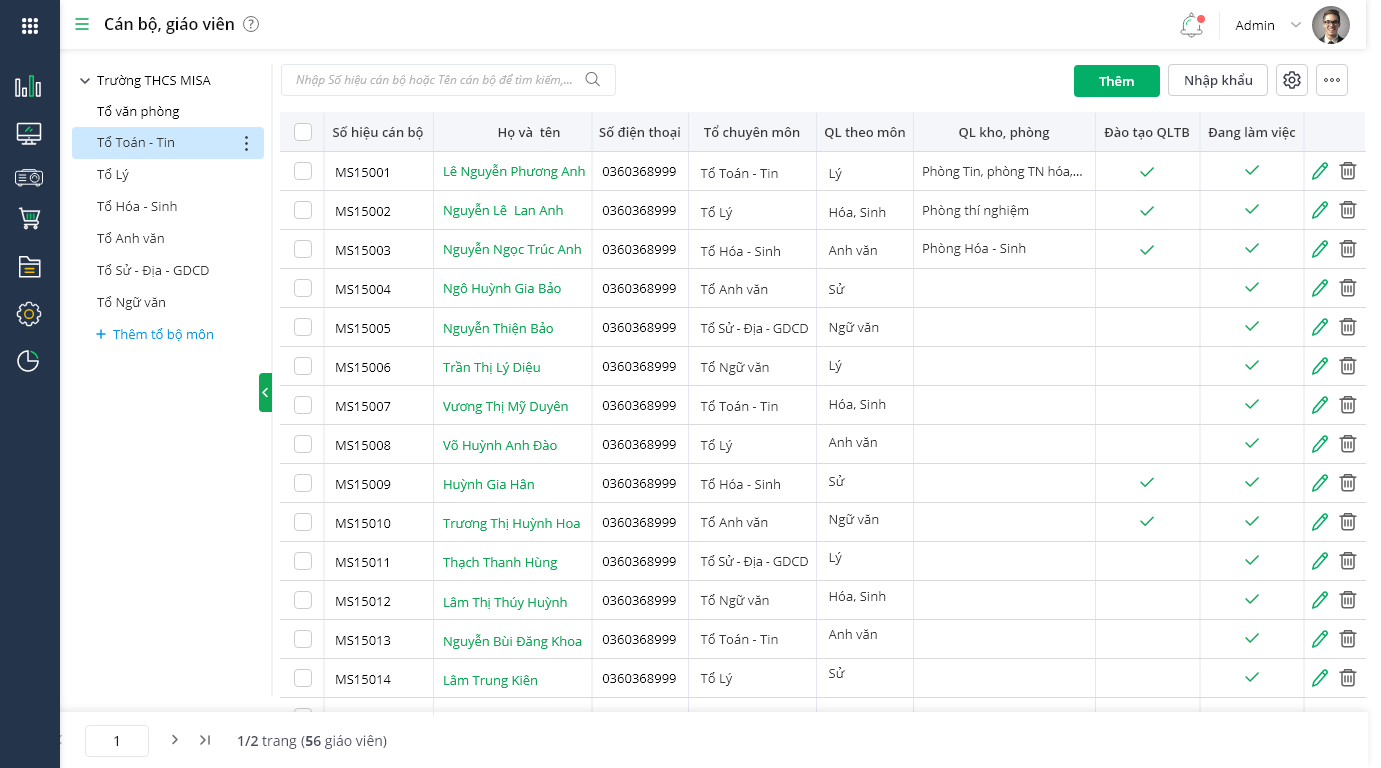 Cán bộ, giáo viên ?
Admin
Trường THCS MISA
Tổ văn phòng
Tổ Toán - Tin
Tổ Lý
Tổ Hóa - Sinh
Tổ Anh văn
Tổ Sử - Địa - GDCD
Tổ Ngữ văn
+ Thêm tổ bộ môn
Nhập Số hiệu cán bô hoặc Tên cán bộ để tìm kiếm,...
Thêm
Nhập khẩu
Số hiệu cán bộ Họ và tên Số điện thoại Tổ chuyên môn QL theo môn QL kho, phòng Đào tạo QLTB Đang làm việc
MS15001 Lê Nguyễn Phương Anh 0360368999 Tổ Toán - Tin Lý Phòng Tin, phòng TN hóa,...
MS15002 Nguyễn Lê Lan Anh 0360368999 Tổ Lý Hóa, Sinh Phòng thí nghiệm
MS15003 Nguyễn Ngọc Trúc Anh 0360368999 Tổ Hóa - Sinh Anh văn Phòng Hóa - Sinh
MS15004 Ngô Huỳnh Gia Bảo 0360368999 Tổ Anh văn Sử
MS15005 Nguyễn Thiện Bảo 0360368999 Tổ Sử - Địa - GDCD Ngữ văn
MS15006 Trần Thị Lý Diệu 0360368999 Tổ Ngữ văn Lý
MS15007 Vương Thị Mỹ Duyên 0360368999 Tổ Toán - Tin Hóa, Sinh
MS15008 Võ Huỳnh Anh Đào 0360368999 Tổ Lý Anh văn
MS15009 Huỳnh Gia Hân 0360368999 Tổ Hóa - Sinh Sử
MS15010 Trương Thị Huỳnh Hoa 0360368999 Tổ Anh văn Ngữ văn
MS15011 Thạch Thanh Hùng 0360368999 Tổ Sử - Địa - GDCD Lý
MS15012 Lâm Thị Thúy Huỳnh 0360368999 Tổ Ngữ văn Hóa, Sinh
MS15013 Nguyễn Bùi Đăng Khoa 0360368999 Tổ Toán - Tin Anh văn
MS15014 Lâm Trung Kiên 0360368999 Tổ Lý Sử
1 1/2 trang (56 giáo viên)